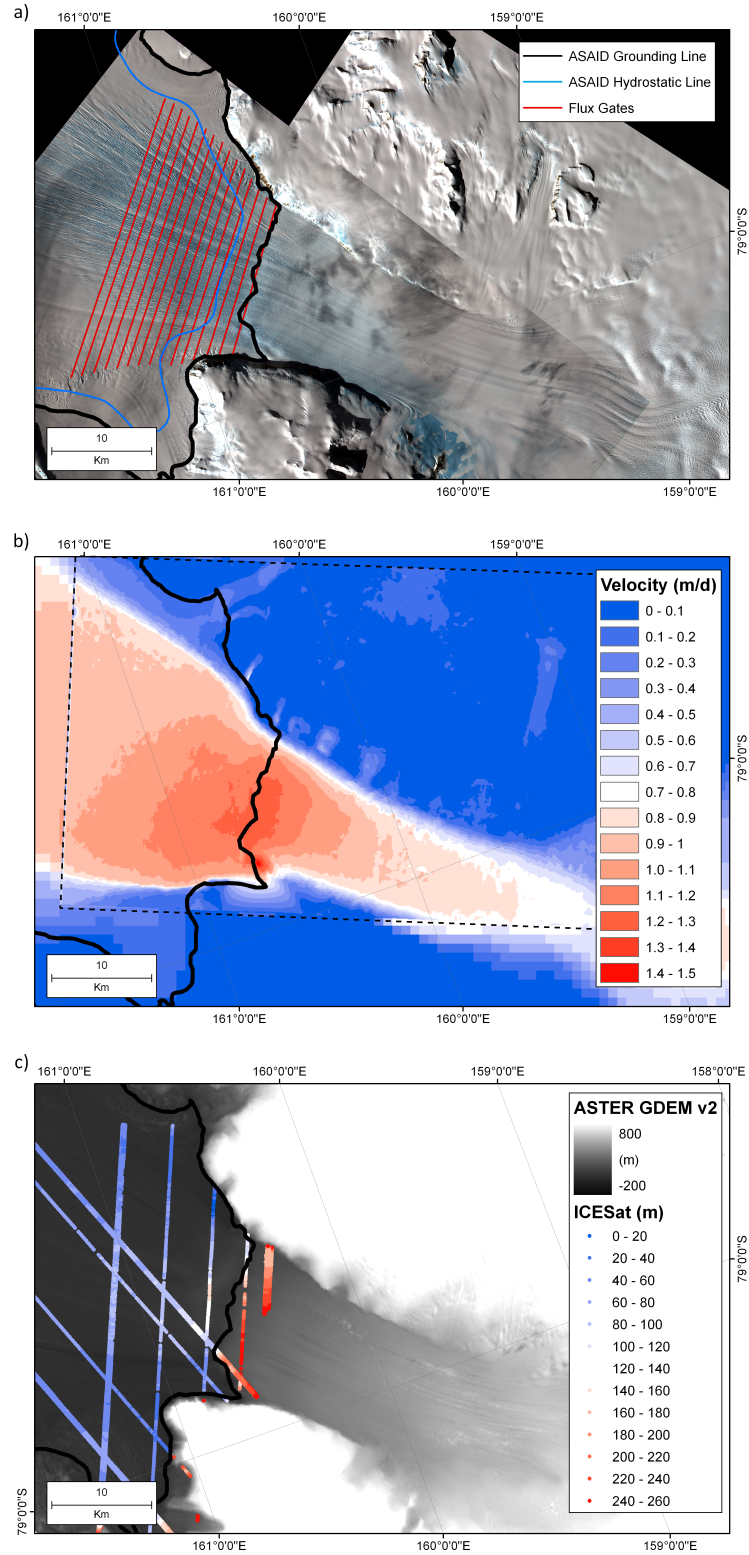 a)
161°0'0"E 160°0'0"E 159°0'0"E
ASAID Grounding Line
ASAID Hydrostatic Line
Flux Gates
79°0'0"S
10
Km
161°0'0"E 160°0'0"E 159°0'0"E
b)
161°0'0"E 160°0'0"E 159°0'0"E
Velocity (m/d)
0 - 0.1
0.1 - 0.2
0.2 - 0.3
0.3 - 0.4
0.4 - 0.5
0.5 - 0.6
0.6 - 0.7
0.7 - 0.8
0.8 - 0.9
0.9 - 1
1.0 - 1.1
1.1 - 1.2
1.2 - 1.3
1.3 - 1.4
1.4 - 1.5
79°0'0"S
10
Km
161°0'0"E 160°0'0"E 159°0'0"E
c)
161°0'0"E 160°0'0"E 159°0'0"E 158°0'0"E
ASTER GDEM v2
800
(m)
-200
ICESat (m)
0 - 20
20 - 40
40 - 60
60 - 80
80 - 100
100 - 120
120 - 140
140 - 160
160 - 180
180 - 200
200 - 220
220 - 240
240 - 260
79°0'0"S
10
Km
79°0'0"S
161°0'0"E 160°0'0"E 159°0'0"E